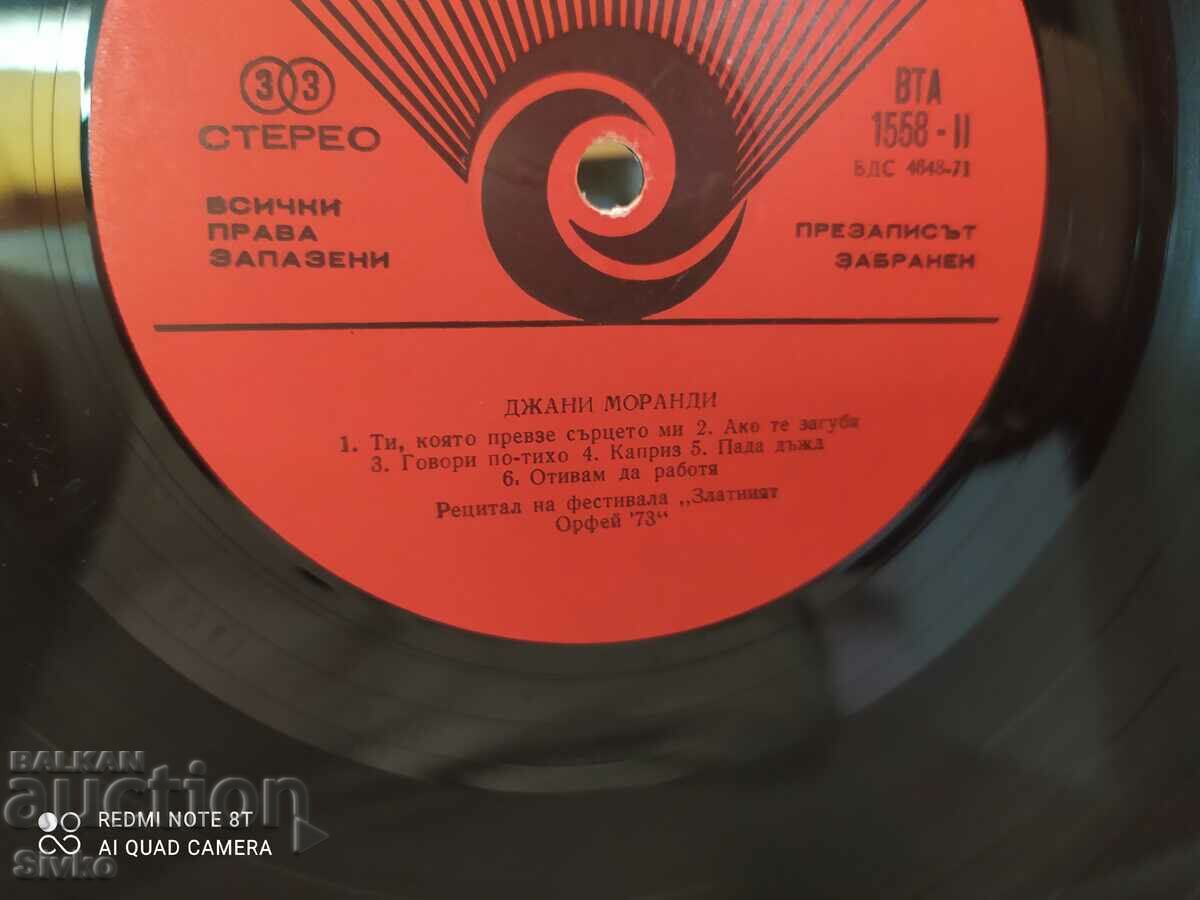 33
СТЕРЕО
ВСИЧКИ
ПРАВА
ЗАПАЗЕНИ
ВТА
1558 - II
БДС 4648-71
ПРЕЗАПИСЪТ
ЗАБРАНЕН
ДЖАНИ МОРАНДИ
1. Ти, която превзе сърцето ми 2. Ако те загубя
3. Говори по-тихо 4. Каприз 5. Пада дъжд
6. Отивам да работя
Рецитал на фестивала „Златният
Орфей '73“
BALKAN
auction
REDMI NOTE 8T
AI QUAD CAMERA
Sivko